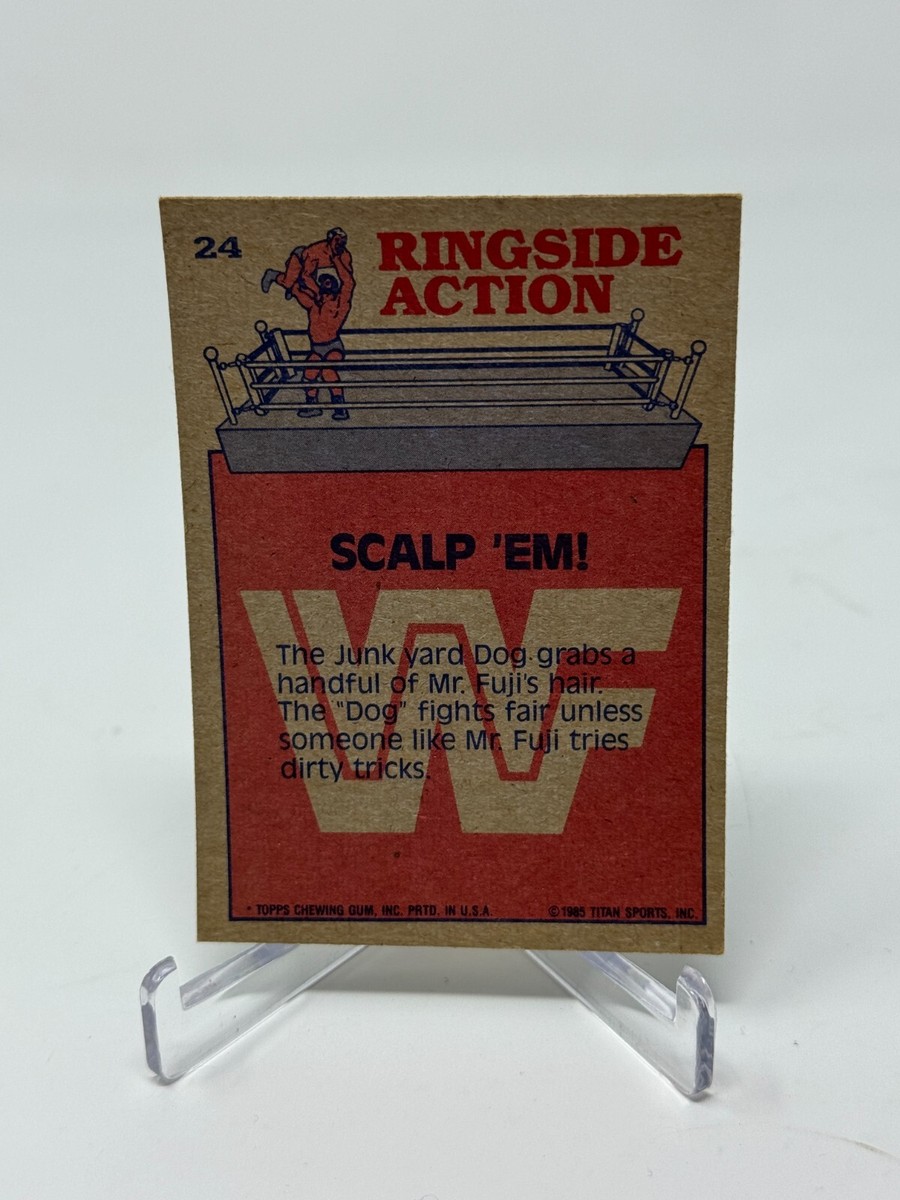 24
RINGSIDE
ACTION
SCALP 'EM!
WF
The Junk yard Dog grabs a
handful of Mr. Fuji's hair.
The "Dog" fights fair unless
someone like Mr. Fuji tries
dirty tricks.
* TOPPS CHEWING GUM, INC. PRTD. IN U.S.A. ©1985 TITAN SPORTS, INC.